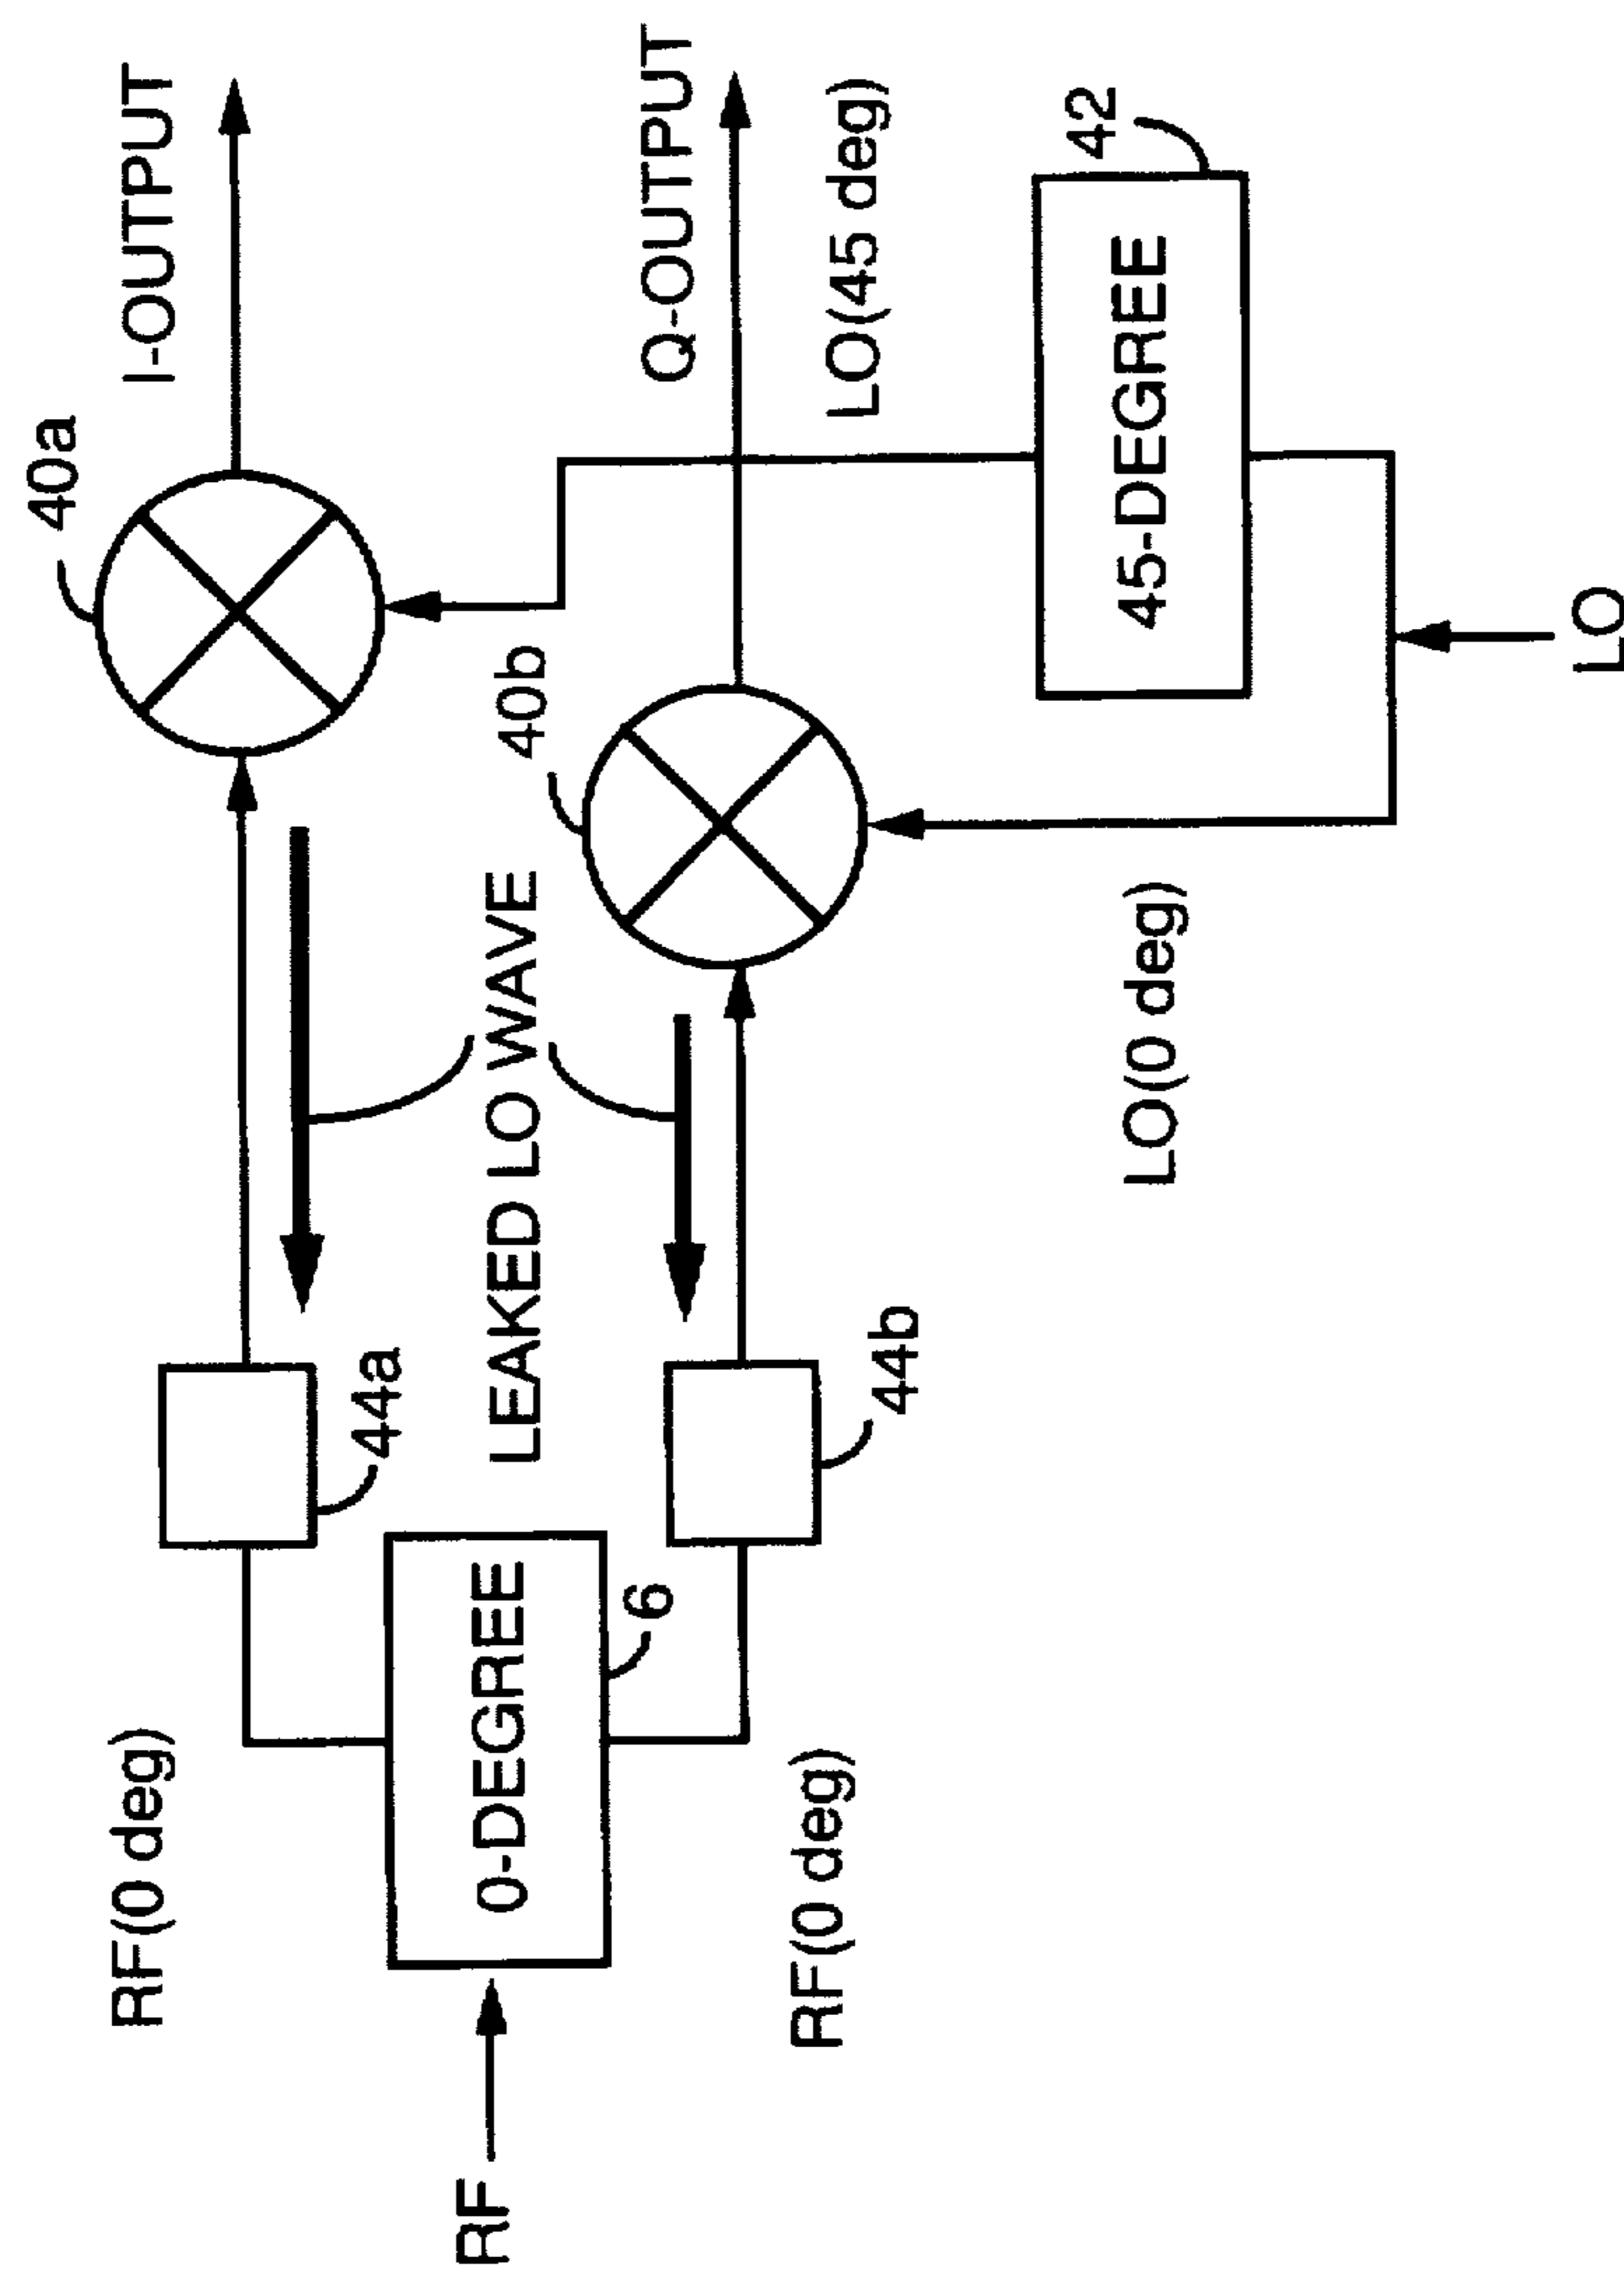 40a
I-OUTPUT
RF(0 deg)
44a
40b
Q-OUTPUT
RF
0-DEGREE
6
LEAKED LO WAVE
RF(0 deg)
44b
LO(45 deg)
LO(0 deg)
45-DEGREE
42
LO